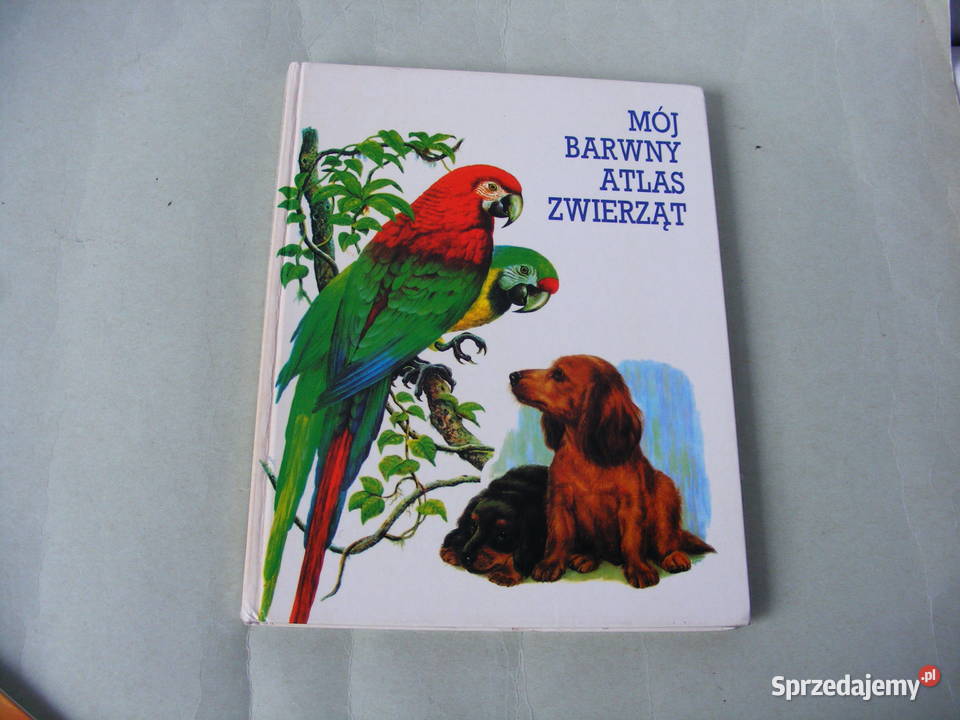 MÓJ
BARWNY
ATLAS
ZWIERZĄT
Sprzedajemy.pl